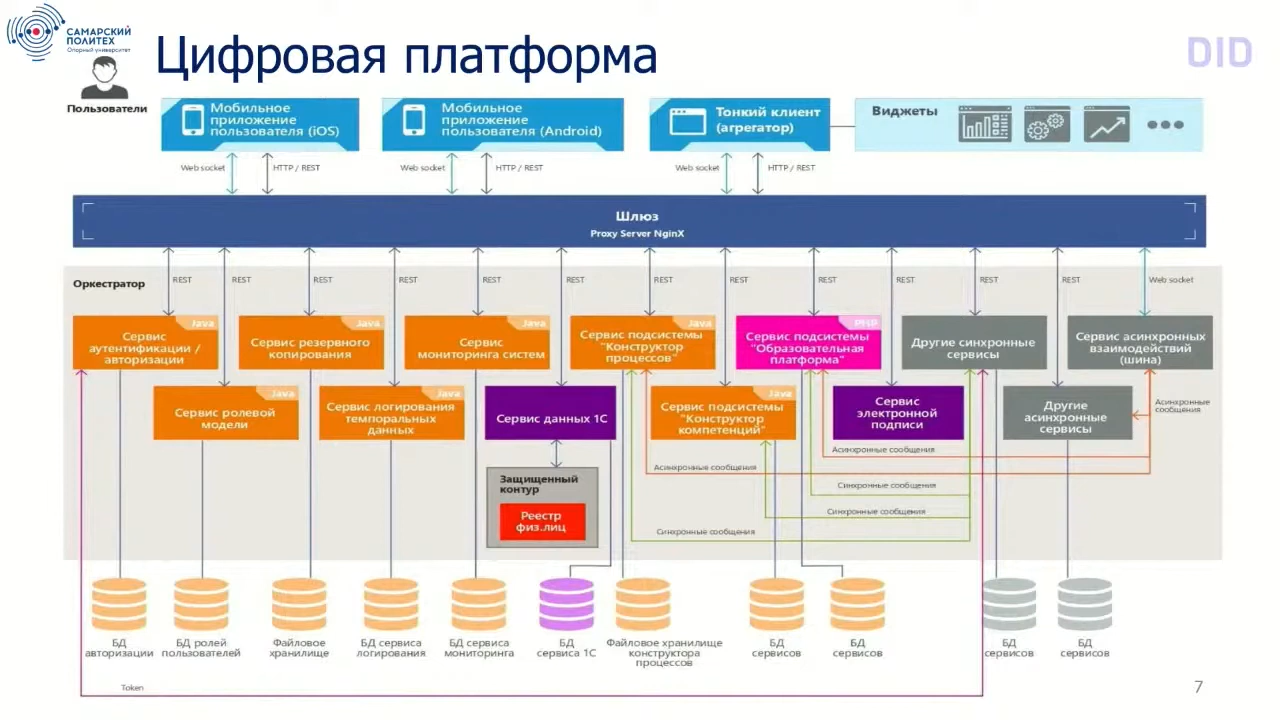 САМАРСКИЙ
ПОЛИТЕХ
Опорный университет
Цифровая платформа
DID
Пользователи
Мобильное
приложение
пользователя (iOS)
Мобильное
приложение
пользователя (Android)
Тонкий клиент
(агрегатор)
Виджеты
Web socket
HTTP / REST
Web socket
HTTP / REST
Web socket
HTTP / REST
Шлюз
Proxy Server NginX
Оркестратор
REST
REST
REST
REST
REST
REST
REST
REST
REST
REST
REST
REST
Web socket
Java
Сервис
аутентификации /
авторизации
Java
Сервис резервного
копирования
Java
Сервис
мониторинга систем
Java
Сервис подсистемы
"Конструктор
процессов"
PHP
Сервис подсистемы
"Образовательная
платформа"
Другие синхронные
сервисы
Сервис асинхронных
взаимодействий
(шина)
Java
Сервис ролевой
модели
Java
Сервис логирования
темпоральных
данных
Сервис данных 1С
Java
Сервис подсистемы
"Конструктор
компетенций"
Сервис
электронной
подписи
Другие
асинхронные
сервисы
Асинхронные
сообщения
Асинхронные сообщения
Асинхронные сообщения
Синхронные сообщения
Синхронные сообщения
Синхронные сообщения
Защищенный
контур
Реестр
физ.лиц
БД
авторизации
БД ролей
пользователей
Файловое
хранилище
БД сервиса
логирования
БД сервиса
мониторинга
БД
сервиса 1С
Файловое хранилище
конструктора
процессов
БД
сервисов
БД
сервисов
БД
сервисов
БД
сервисов
Token
7